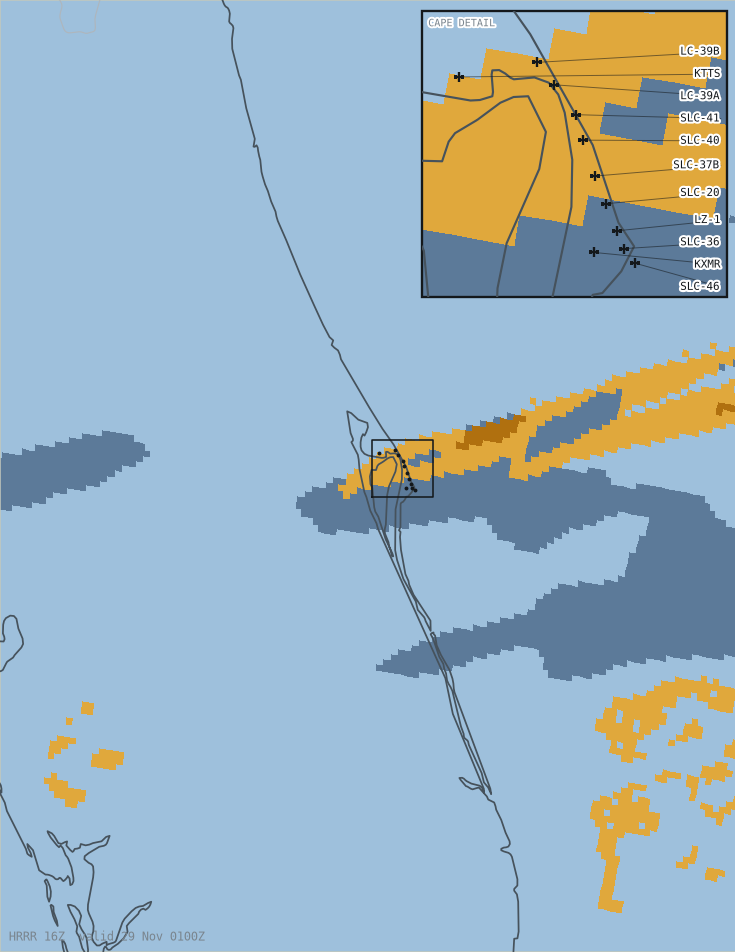 CAPE DETAIL
LC-39B
KTTS
LC-39A
SLC-41
SLC-40
SLC-37B
SLC-20
LZ-1
SLC-36
KXMR
SLC-46
HRRR 16Z valid 29 Nov 0100Z